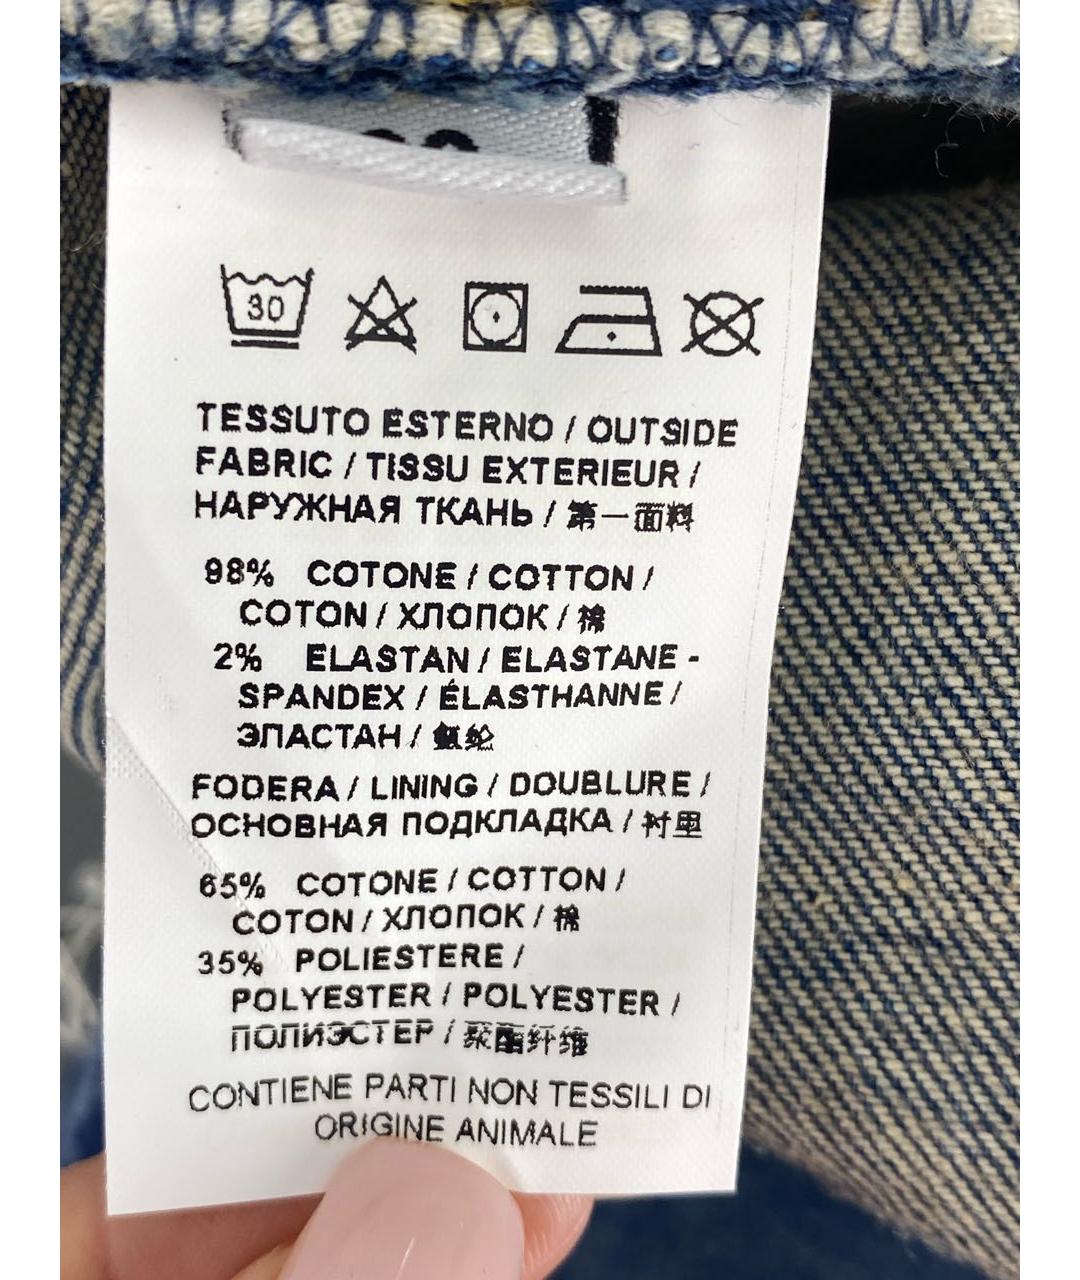 30
TESSUTO ESTERNO / OUTSIDE
FABRIC / TISSU EXTERIEUR /
НАРУЖНАЯ ТКАНЬ / 第一面料
98% COTONE / COTTON /
COTON / ХЛОПОК / 棉
2% ELASTAN / ELASTANE -
SPANDEX / ÉLASTHANNE /
ЭЛАСТАН / 氨纶
FODERA / LINING / DOUBLURE /
ОСНОВНАЯ ПОДКЛАДКА / 衬里
65% COTONE / COTTON /
COTON / ХЛОПОК / 棉
35% POLIESTERE /
POLYESTER / POLYESTER /
ПОЛИЭСТЕР / 聚酯纤维
CONTIENE PARTI NON TESSILI DI
ORIGINE ANIMALE